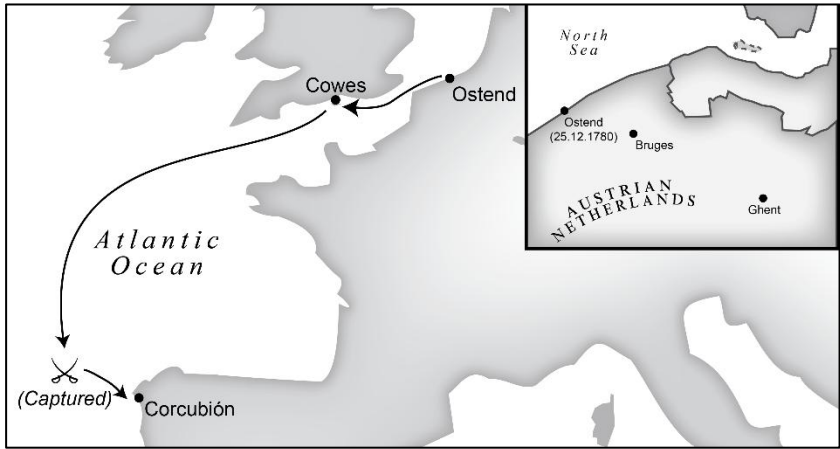 Cowes
Ostend
Atlantic
Ocean
(Captured)
Corcubión
North
Sea
Ostend
(25.12.1780)
Bruges
AUSTRIAN
NETHERLANDS
Ghent